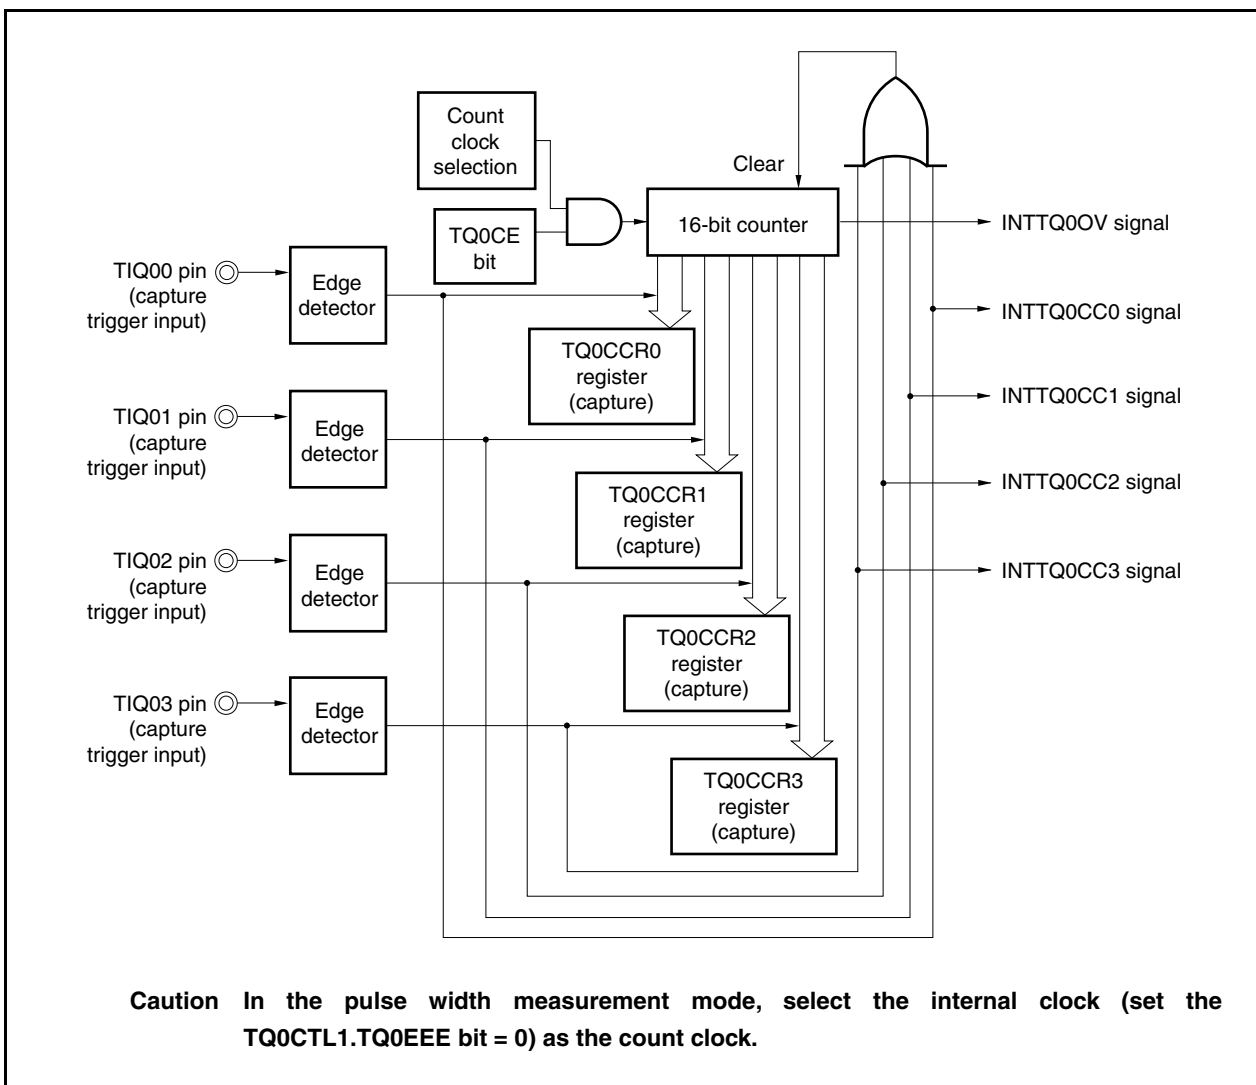 Count
clock
selection
Clear
TQ0CE
bit
16-bit counter
INTTQ0OV signal
TIQ00 pin
(capture
trigger input)
Edge
detector
INTTQ0CC0 signal
TQ0CCR0
register
(capture)
TIQ01 pin
(capture
trigger input)
Edge
detector
INTTQ0CC1 signal
TQ0CCR1
register
(capture)
INTTQ0CC2 signal
TIQ02 pin
(capture
trigger input)
Edge
detector
INTTQ0CC3 signal
TQ0CCR2
register
(capture)
TIQ03 pin
(capture
trigger input)
Edge
detector
TQ0CCR3
register
(capture)
Caution In the pulse width measurement mode, select the internal clock (set the
TQ0CTL1.TQ0EEE bit = 0) as the count clock.